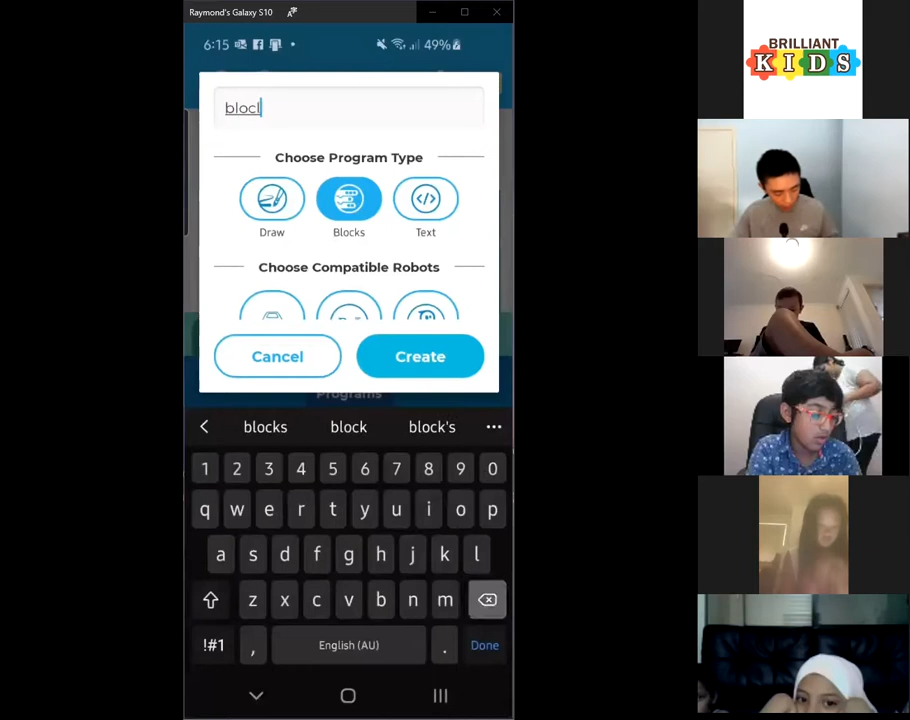 Raymond's Galaxy S10
6:15 49%
blocl
Choose Program Type
Draw Blocks Text
Choose Compatible Robots
Cancel Create
Programs
blocks block block's
1 2 3 4 5 6 7 8 9 0
q w e r t y u i o p
a s d f g h j k l
z x c v b n m
!#1 , English (AU) . Done
BRILLIANT
KIDS